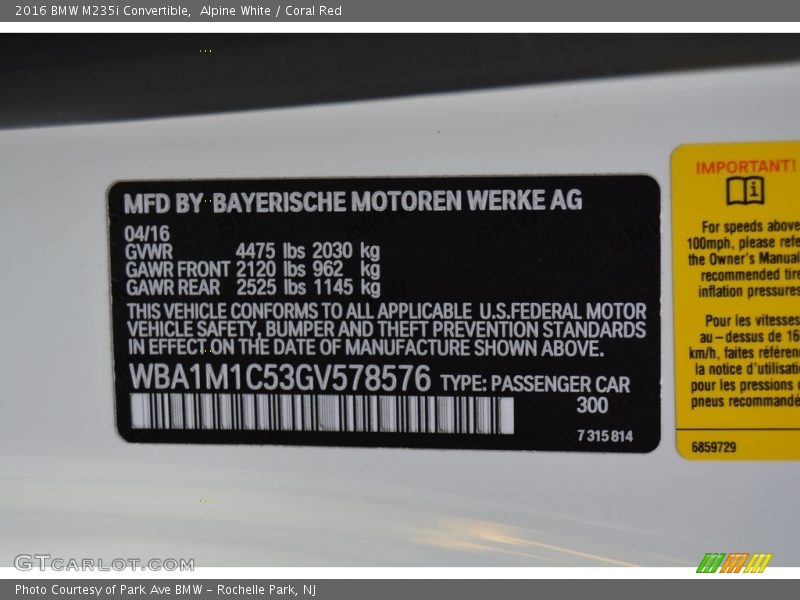 2016 BMW M235i Convertible, Alpine White / Coral Red
MFD BY BAYERISCHE MOTOREN WERKE AG
04/16
GVWR 4475 lbs 2030 kg
GAWR FRONT 2120 lbs 962 kg
GAWR REAR 2525 lbs 1145 kg
THIS VEHICLE CONFORMS TO ALL APPLICABLE U.S.FEDERAL MOTOR
VEHICLE SAFETY, BUMPER AND THEFT PREVENTION STANDARDS
IN EFFECT ON THE DATE OF MANUFACTURE SHOWN ABOVE.
WBA1M1C53GV578576 TYPE: PASSENGER CAR
300
7 315 814
IMPORTANT!
For speeds above
100mph, please refe
the Owner's Manual
recommended tire
inflation pressures
Pour les vitesses
au-dessus de 16
km/h, faites référen
la notice d'utilisati
pour les pressions
pneus recommandé
6859729
GTCARLOT.COM
Photo Courtesy of Park Ave BMW - Rochelle Park, NJ